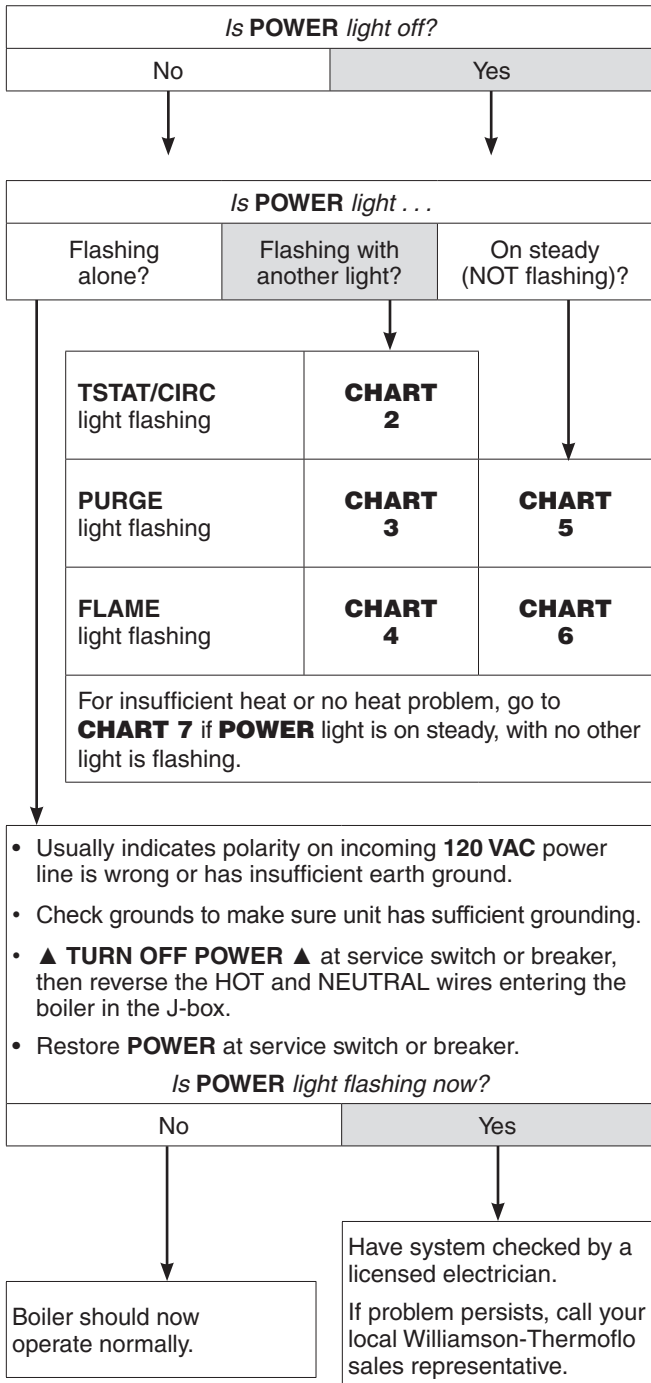 Is POWER light off?
No
Yes
Is POWER light . . .
Flashing
alone?
Flashing with
another light?
On steady
(NOT flashing)?
TSTAT/CIRC
light flashing
CHART
2
PURGE
light flashing
CHART
3
CHART
5
FLAME
light flashing
CHART
4
CHART
6
For insufficient heat or no heat problem, go to
CHART 7 if POWER light is on steady, with no other
light is flashing.
• Usually indicates polarity on incoming 120 VAC power
line is wrong or has insufficient earth ground.
• Check grounds to make sure unit has sufficient grounding.
• ▲ TURN OFF POWER ▲ at service switch or breaker,
then reverse the HOT and NEUTRAL wires entering the
boiler in the J-box.
• Restore POWER at service switch or breaker.
Is POWER light flashing now?
No
Yes
Boiler should now
operate normally.
Have system checked by a
licensed electrician.
If problem persists, call your
local Williamson-Thermoflo
sales representative.